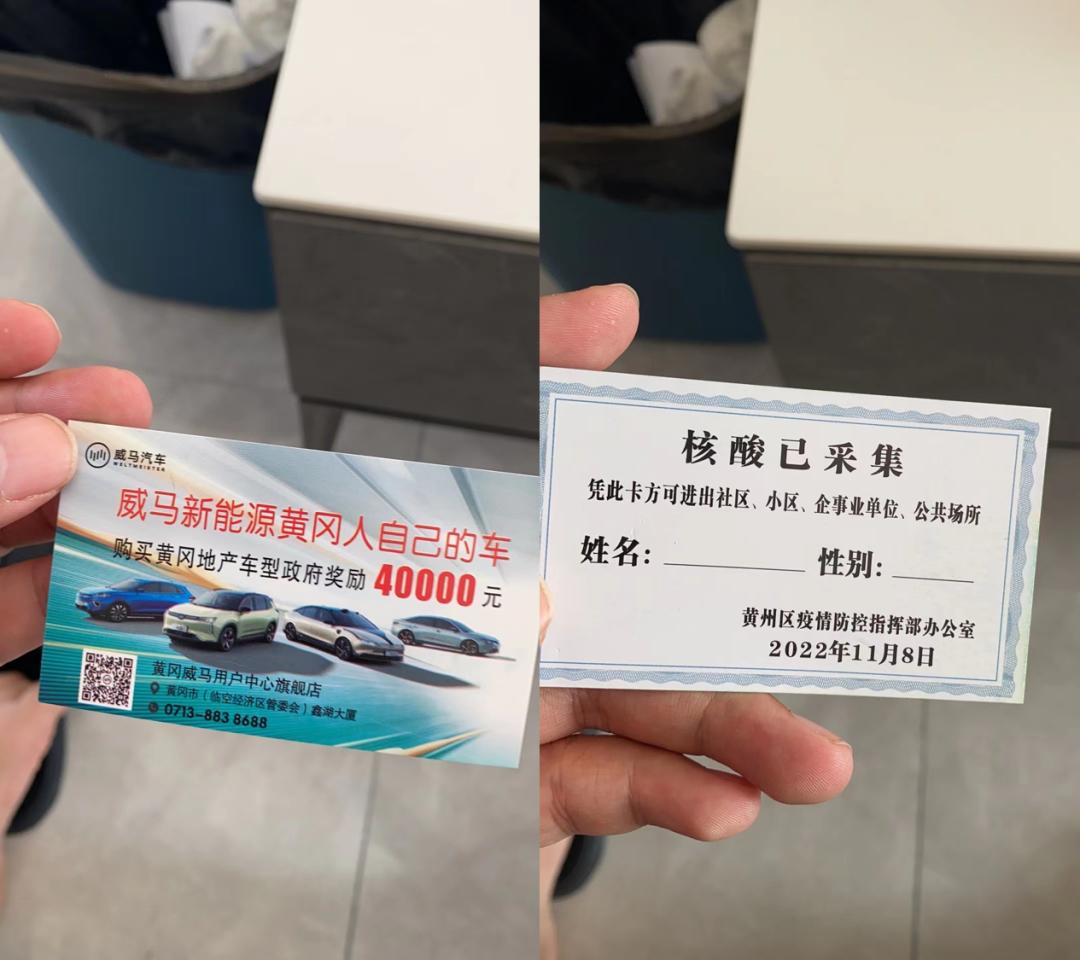 威马汽车
WELTMEISTER
威马新能源黄冈人自己的车
购买黄冈地产车型政府奖励 40000 元
黄冈威马用户中心旗舰店
黄冈市（临空经济区管委会）鑫湖大厦
0713-883 8688
核酸已采集
凭此卡方可进出社区、小区、企事业单位、公共场所
姓名: 性别:
黄州区疫情防控指挥部办公室
2022年11月8日